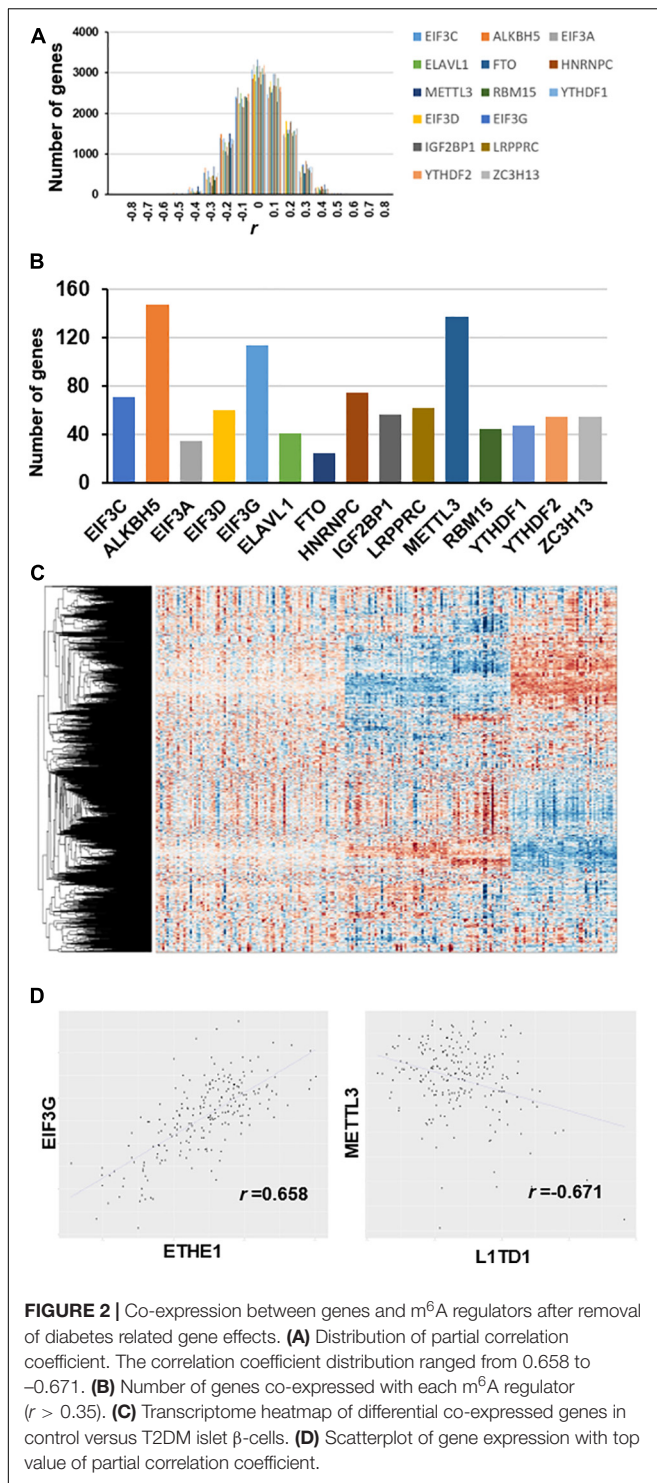 A
Number of genes
4000
3000
2000
1000
0
-0.8
-0.7
-0.6
-0.5
-0.4
-0.3
-0.2
-0.1
0
0.1
0.2
0.3
0.4
0.5
0.6
0.7
0.8
r
EIF3C ALKBH5 EIF3A
ELAVL1 FTO HNRNPC
METTL3 RBM15 YTHDF1
EIF3D EIF3G
IGF2BP1 LRPPRC
YTHDF2 ZC3H13
B
Number of genes
160
120
80
40
0
EIF3C
ALKBH5
EIF3A
EIF3D
EIF3G
ELAVL1
FTO
HNRNPC
IGF2BP1
LRPPRC
METTL3
RBM15
YTHDF1
YTHDF2
ZC3H13
C
D
EIF3G
r =0.658
ETHE1
METTL3
r =-0.671
L1TD1
FIGURE 2 | Co-expression between genes and m⁶A regulators after removal
of diabetes related gene effects. (A) Distribution of partial correlation
coefficient. The correlation coefficient distribution ranged from 0.658 to
–0.671. (B) Number of genes co-expressed with each m⁶A regulator
(r > 0.35). (C) Transcriptome heatmap of differential co-expressed genes in
control versus T2DM islet β-cells. (D) Scatterplot of gene expression with top
value of partial correlation coefficient.